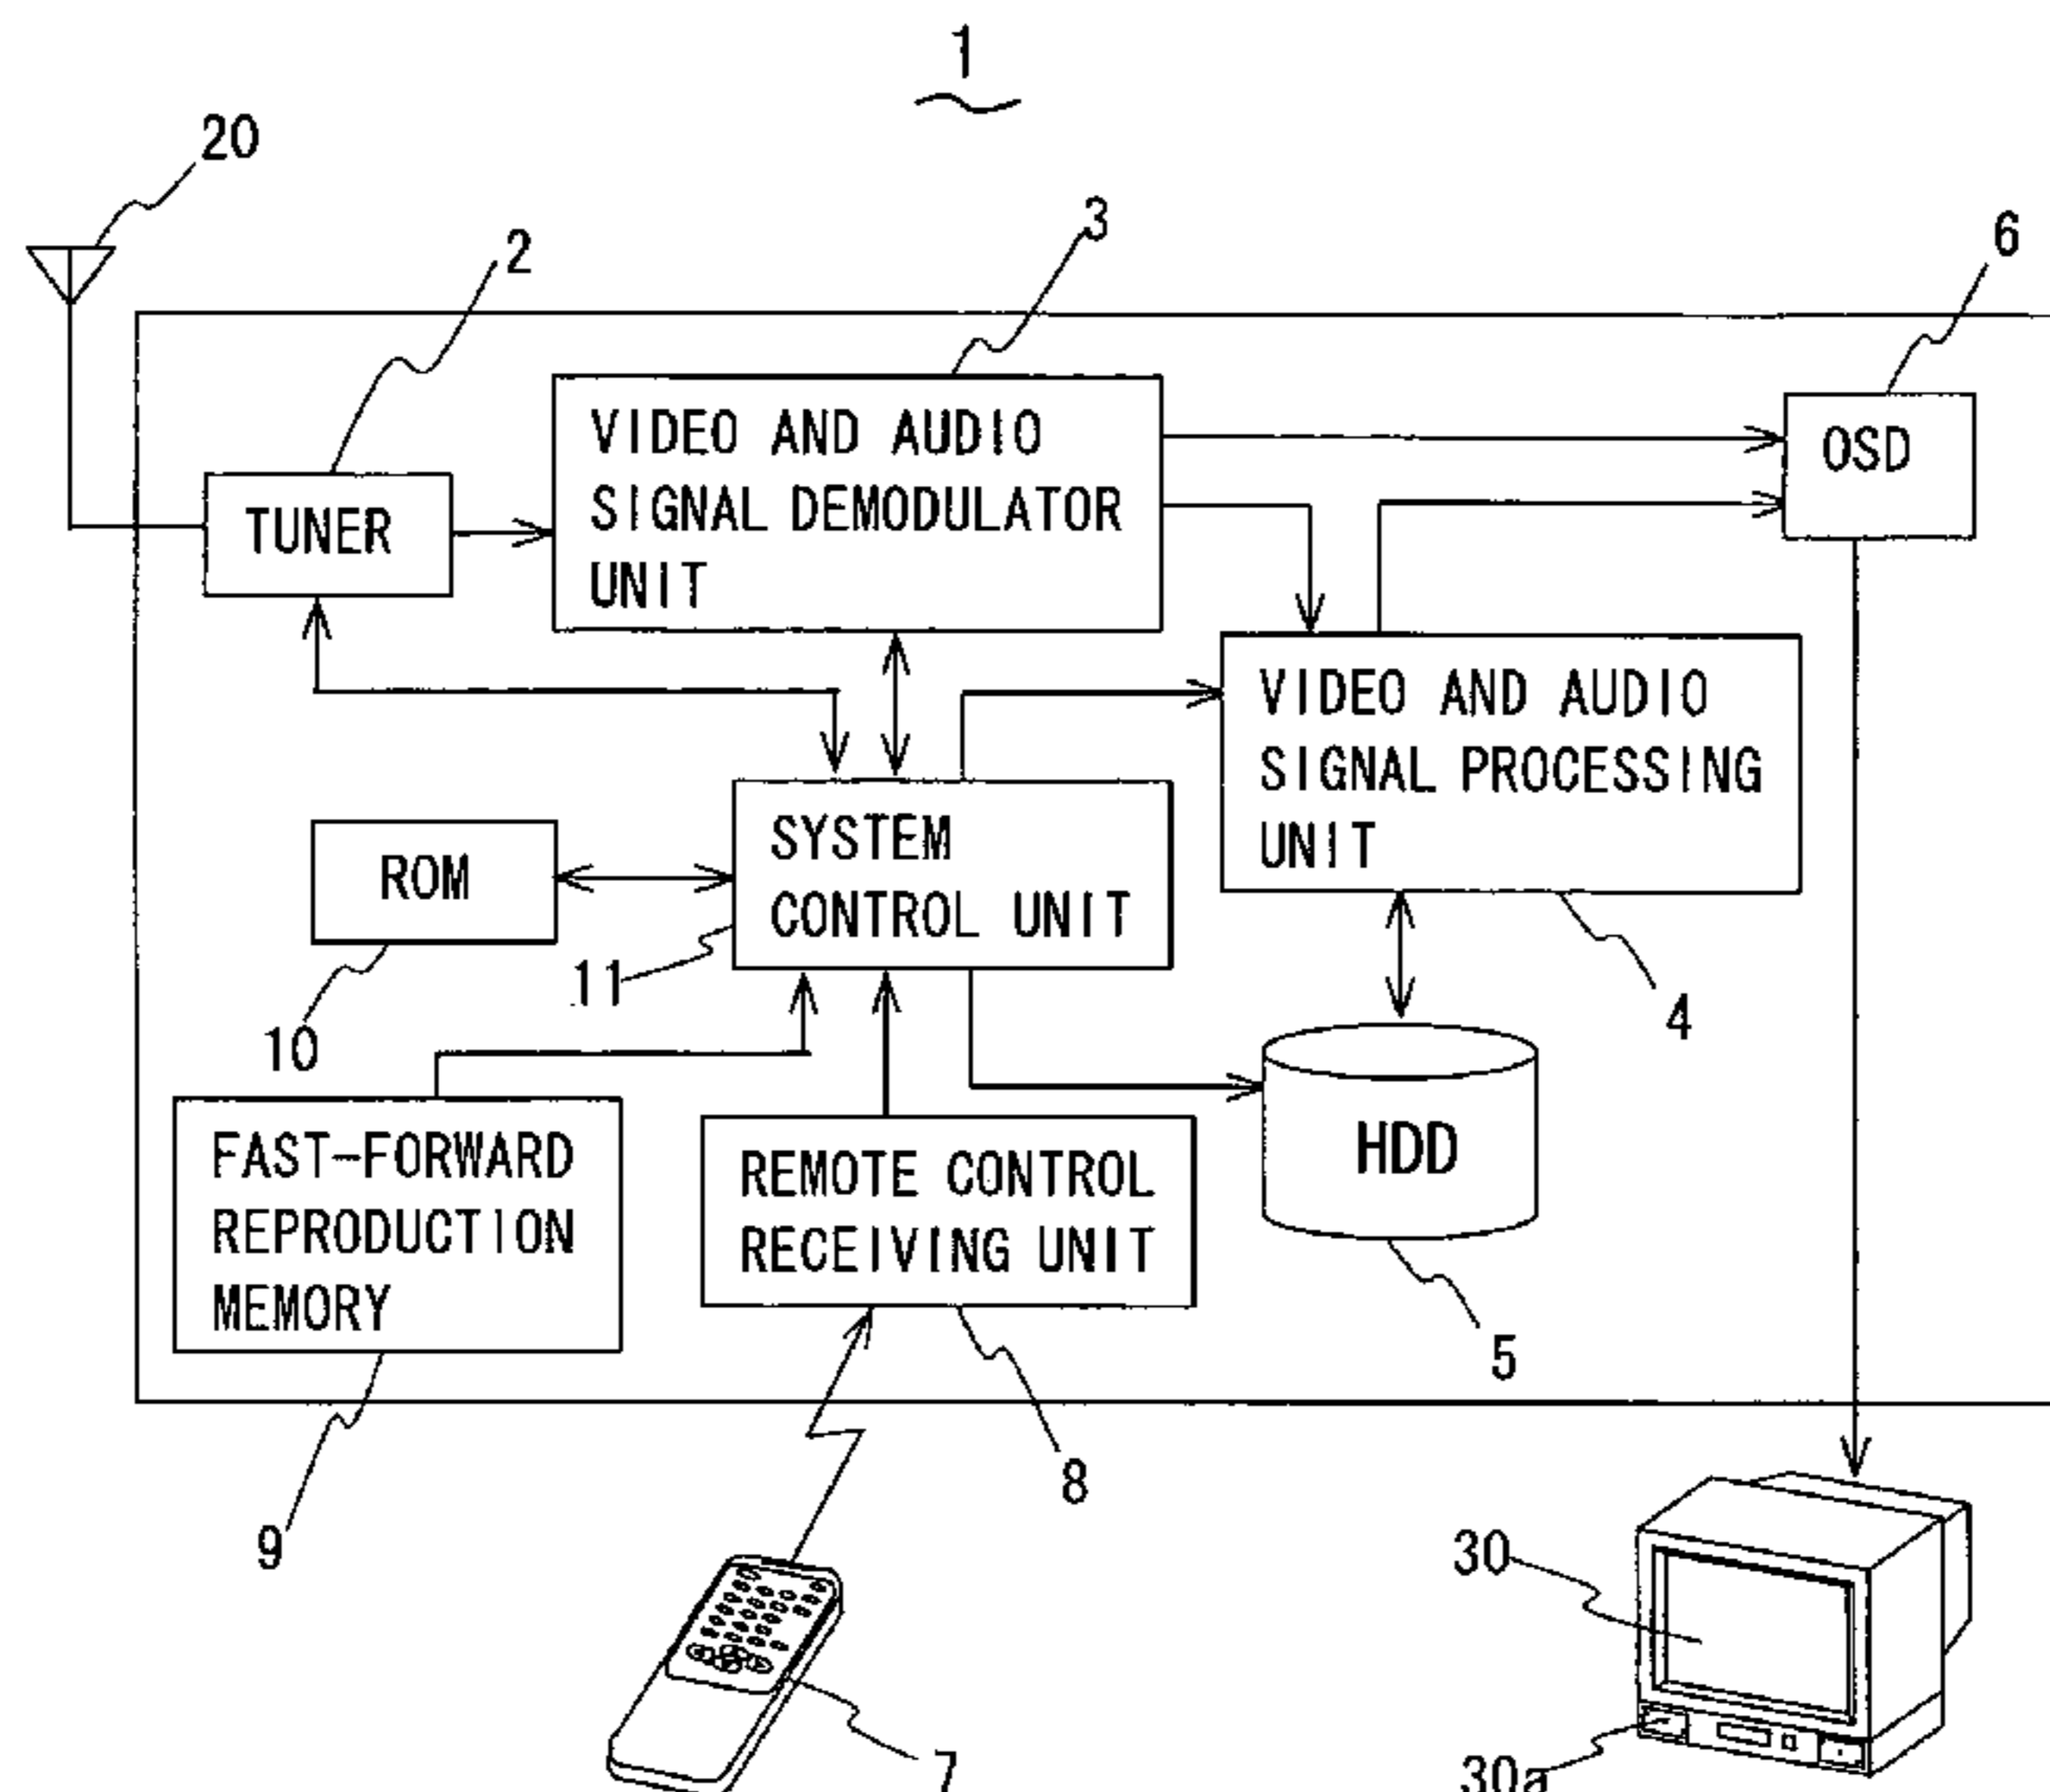 1
20
2
3
6
VIDEO AND AUDIO
SIGNAL DEMODULATOR
UNIT
OSD
TUNER
VIDEO AND AUDIO
SIGNAL PROCESSING
UNIT
SYSTEM
CONTROL UNIT
ROM
11
10
4
FAST-FORWARD
REPRODUCTION
MEMORY
REMOTE CONTROL
RECEIVING UNIT
HDD
5
8
9
30
7
30a